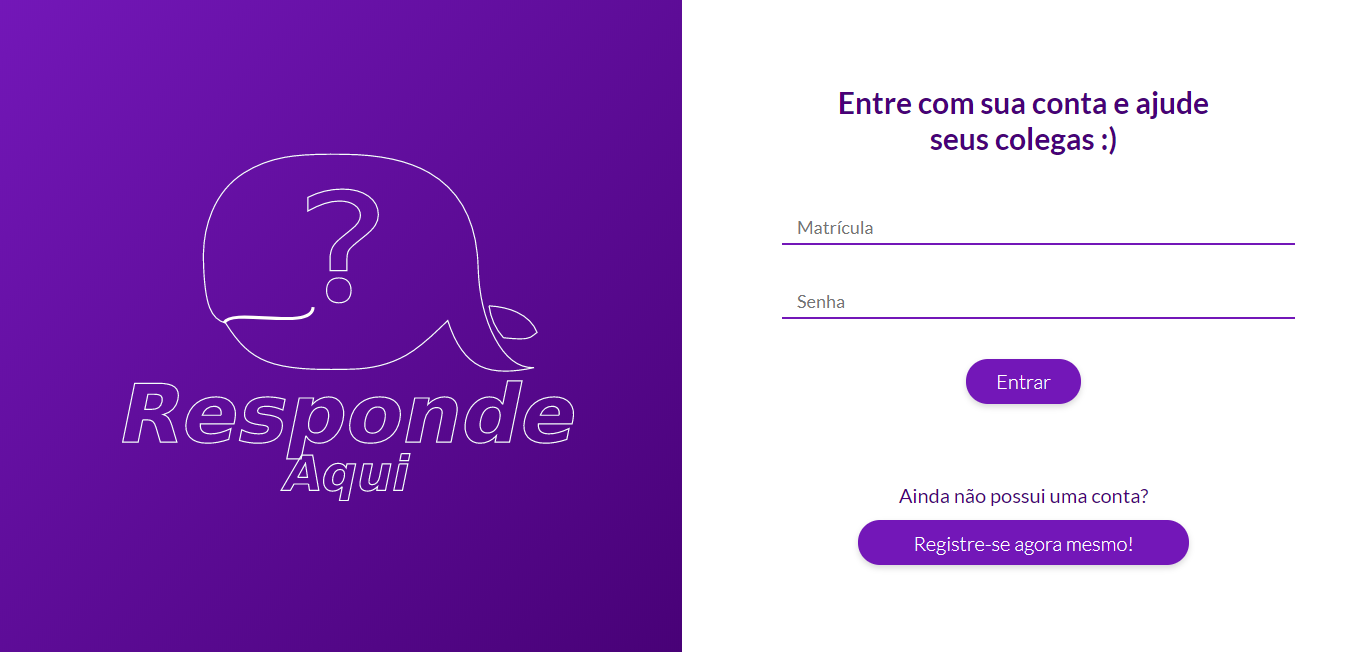 ?
Responde
Aqui
Entre com sua conta e ajude
seus colegas :)
Matrícula
Senha
Entrar
Ainda não possui uma conta?
Registre-se agora mesmo!